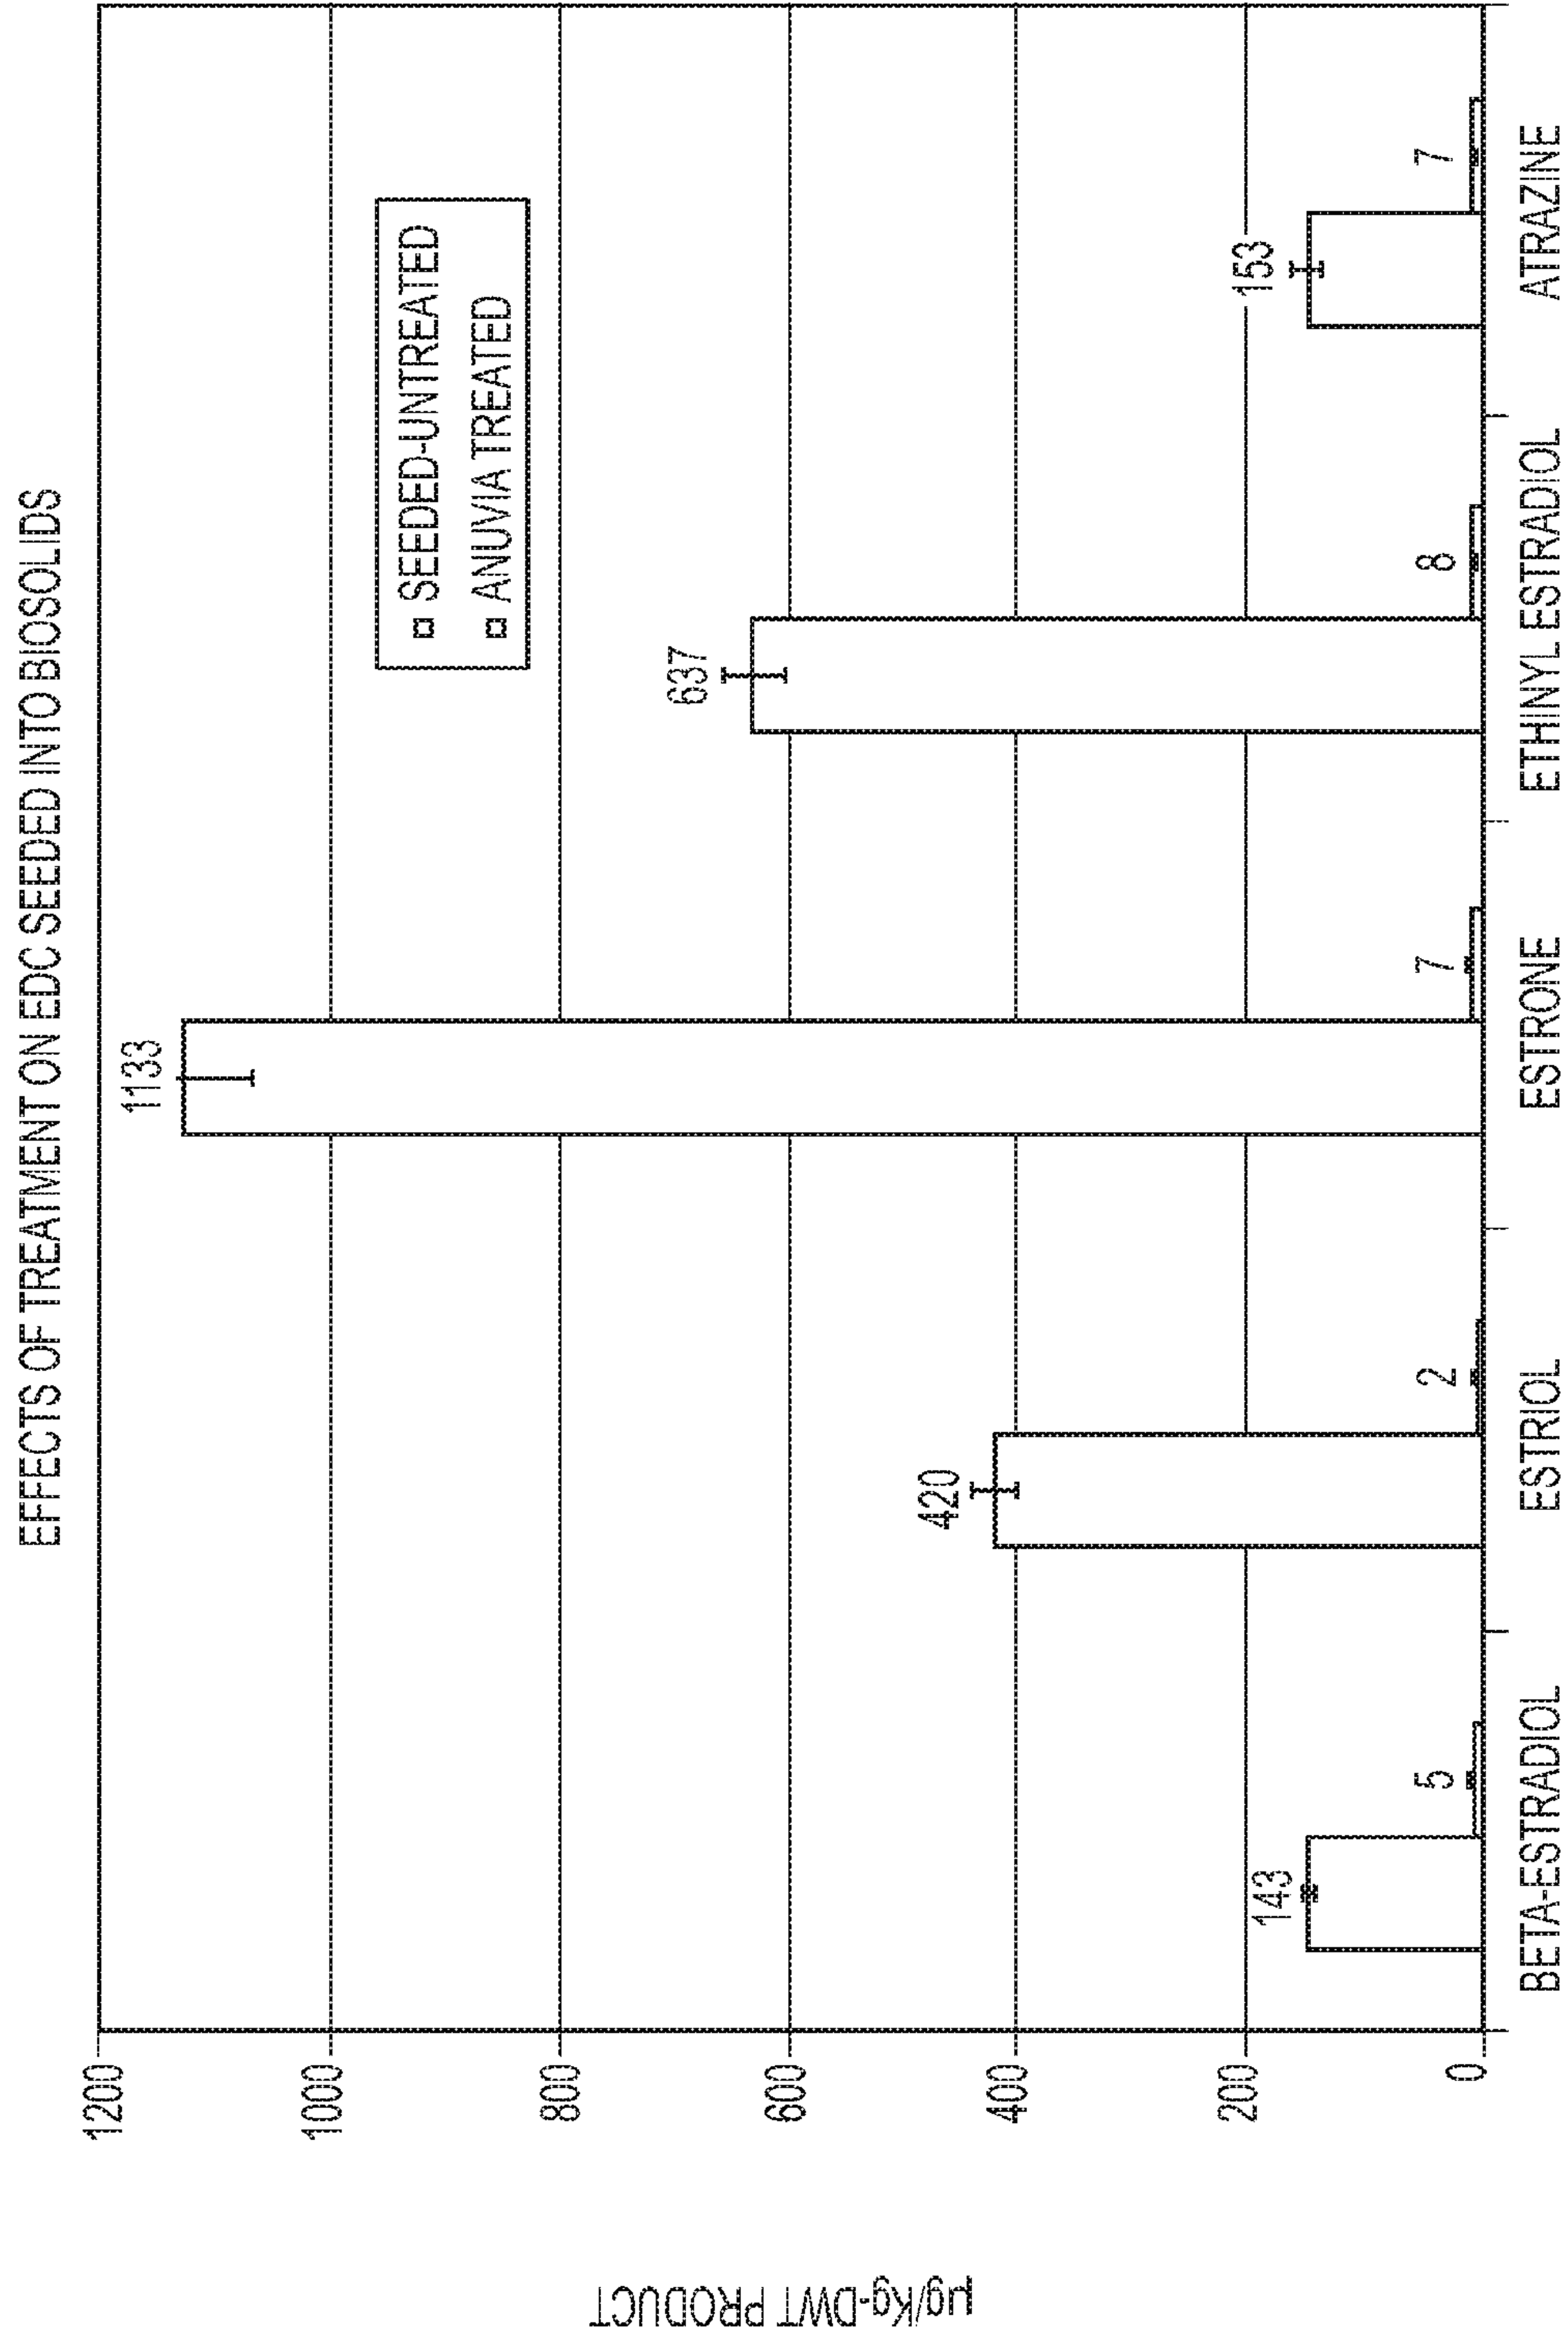 EFFECTS OF TREATMENT ON EDC SEEDED INTO BIOSOLIDS
µg/Kg-DWT PRODUCT
1200
1000
800
600
400
200
0
SEEDED-UNTREATED
ANUVIA TREATED
143
5
420
2
1133
7
637
8
153
7
BETA-ESTRADIOL
ESTRIOL
ESTRONE
ETHINYL ESTRADIOL
ATRAZINE